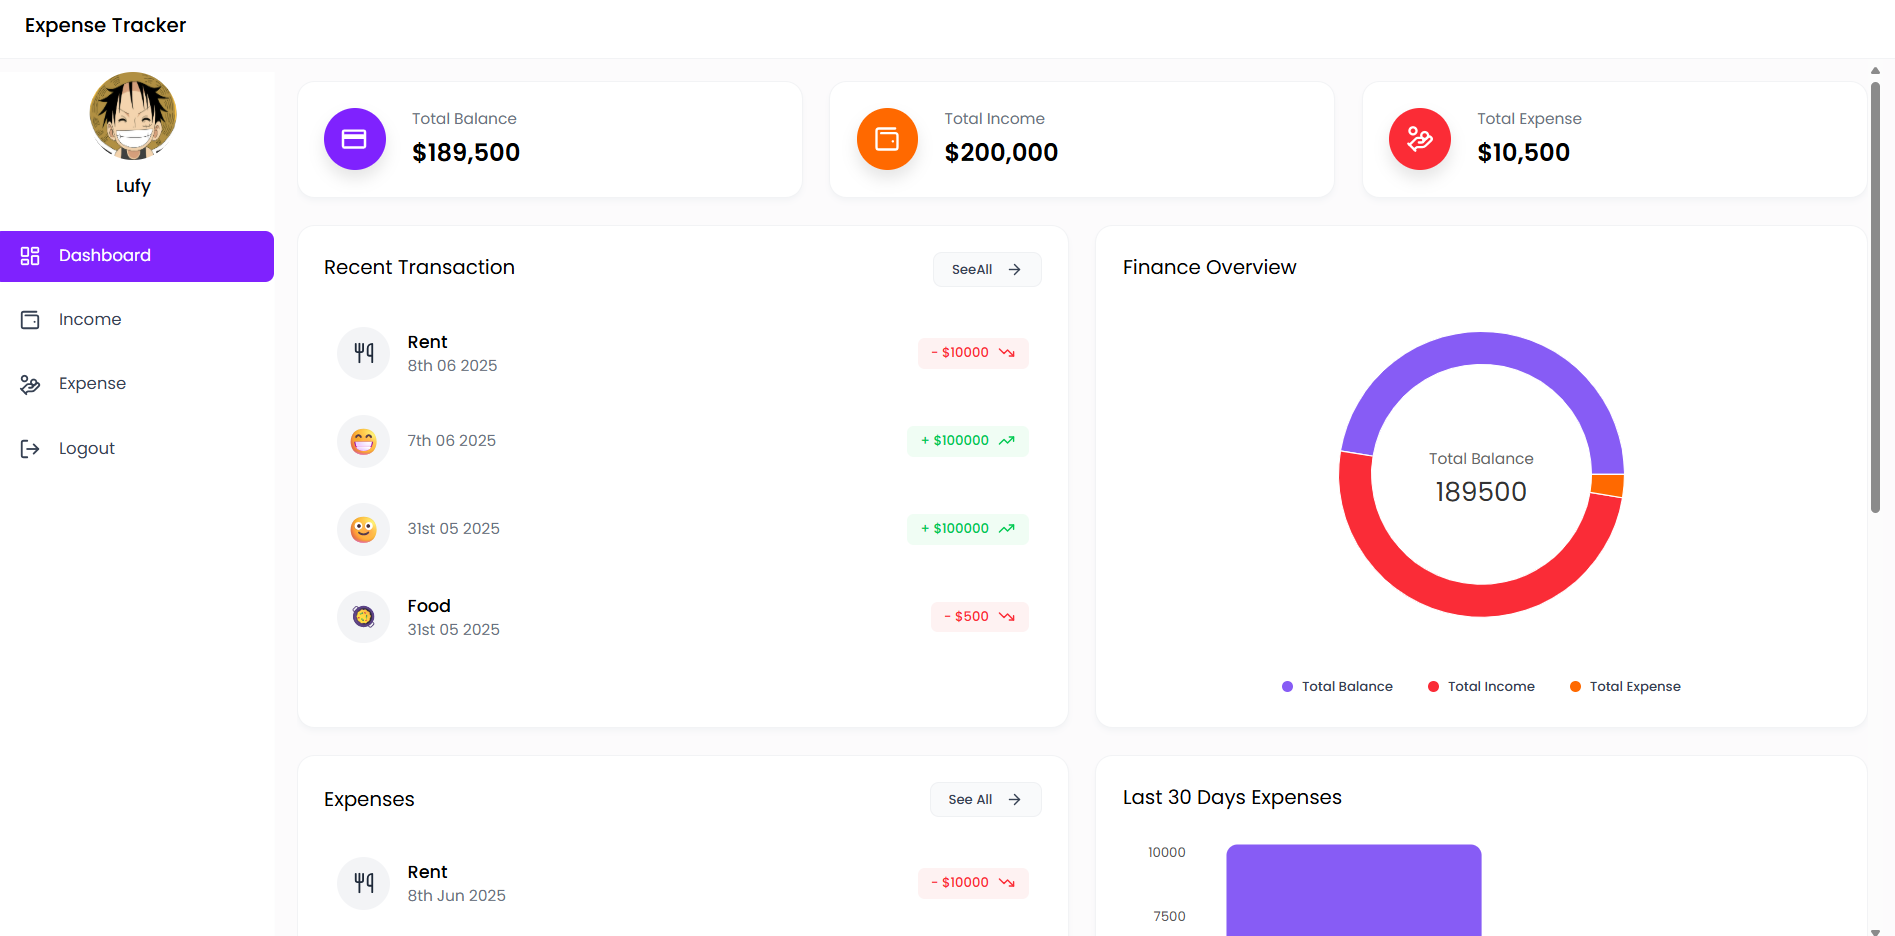 Expense Tracker
Lufy
Dashboard
Income
Expense
Logout
Total Balance
$189,500
Total Income
$200,000
Total Expense
$10,500
Recent Transaction
SeeAll
Rent
8th 06 2025
- $10000
7th 06 2025
+ $100000
31st 05 2025
+ $100000
Food
31st 05 2025
- $500
Finance Overview
Total Balance
189500
Total Balance
Total Income
Total Expense
Expenses
See All
Rent
8th Jun 2025
- $10000
Last 30 Days Expenses
10000
7500